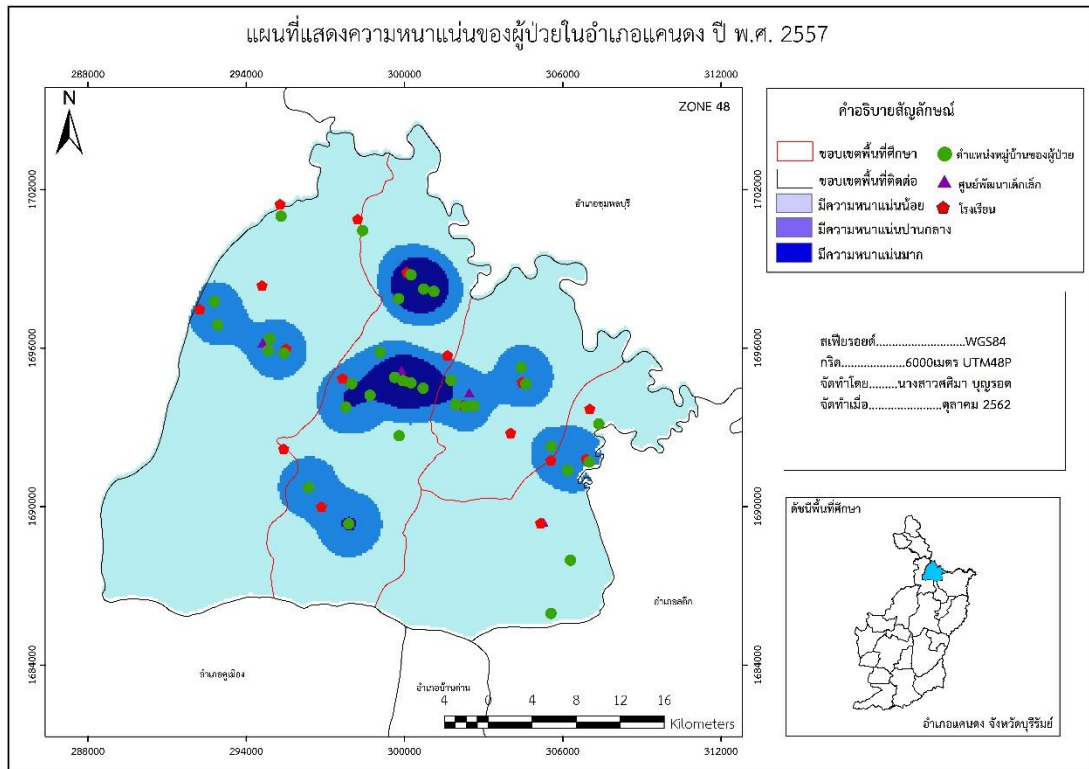 แผนที่แสดงความหนาแน่นของผู้ป่วยในอำเภอแคนดง ปี พ.ศ. 2557
288000 294000 300000 306000 312000
N
ZONE 48
1702000 1702000
อำเภอชุมพลบุรี
1696000 1696000
1690000 1690000
อำเภอสตึก
1684000 1684000
อำเภอคูเมือง
อำเภอบ้านด่าน
4 2 0 4 8 12 16
Kilometers
288000 294000 300000 306000 312000
คำอธิบายสัญลักษณ์
ขอบเขตพื้นที่ศึกษา
ขอบเขตพื้นที่ติดต่อ
มีความหนาแน่นน้อย
มีความหนาแน่นปานกลาง
มีความหนาแน่นมาก
ตำแหน่งหมู่บ้านของผู้ป่วย
ศูนย์พัฒนาเด็กเล็ก
โรงเรียน
สเฟียรอยด์.........................WGS84
กริด.................6000เมตร UTM48P
จัดทำโดย........นางสาวศศิมา บุญรอด
จัดทำเมื่อ.....................ตุลาคม 2562
ดัชนีพื้นที่ศึกษา
อำเภอแคนดง จังหวัดบุรีรัมย์